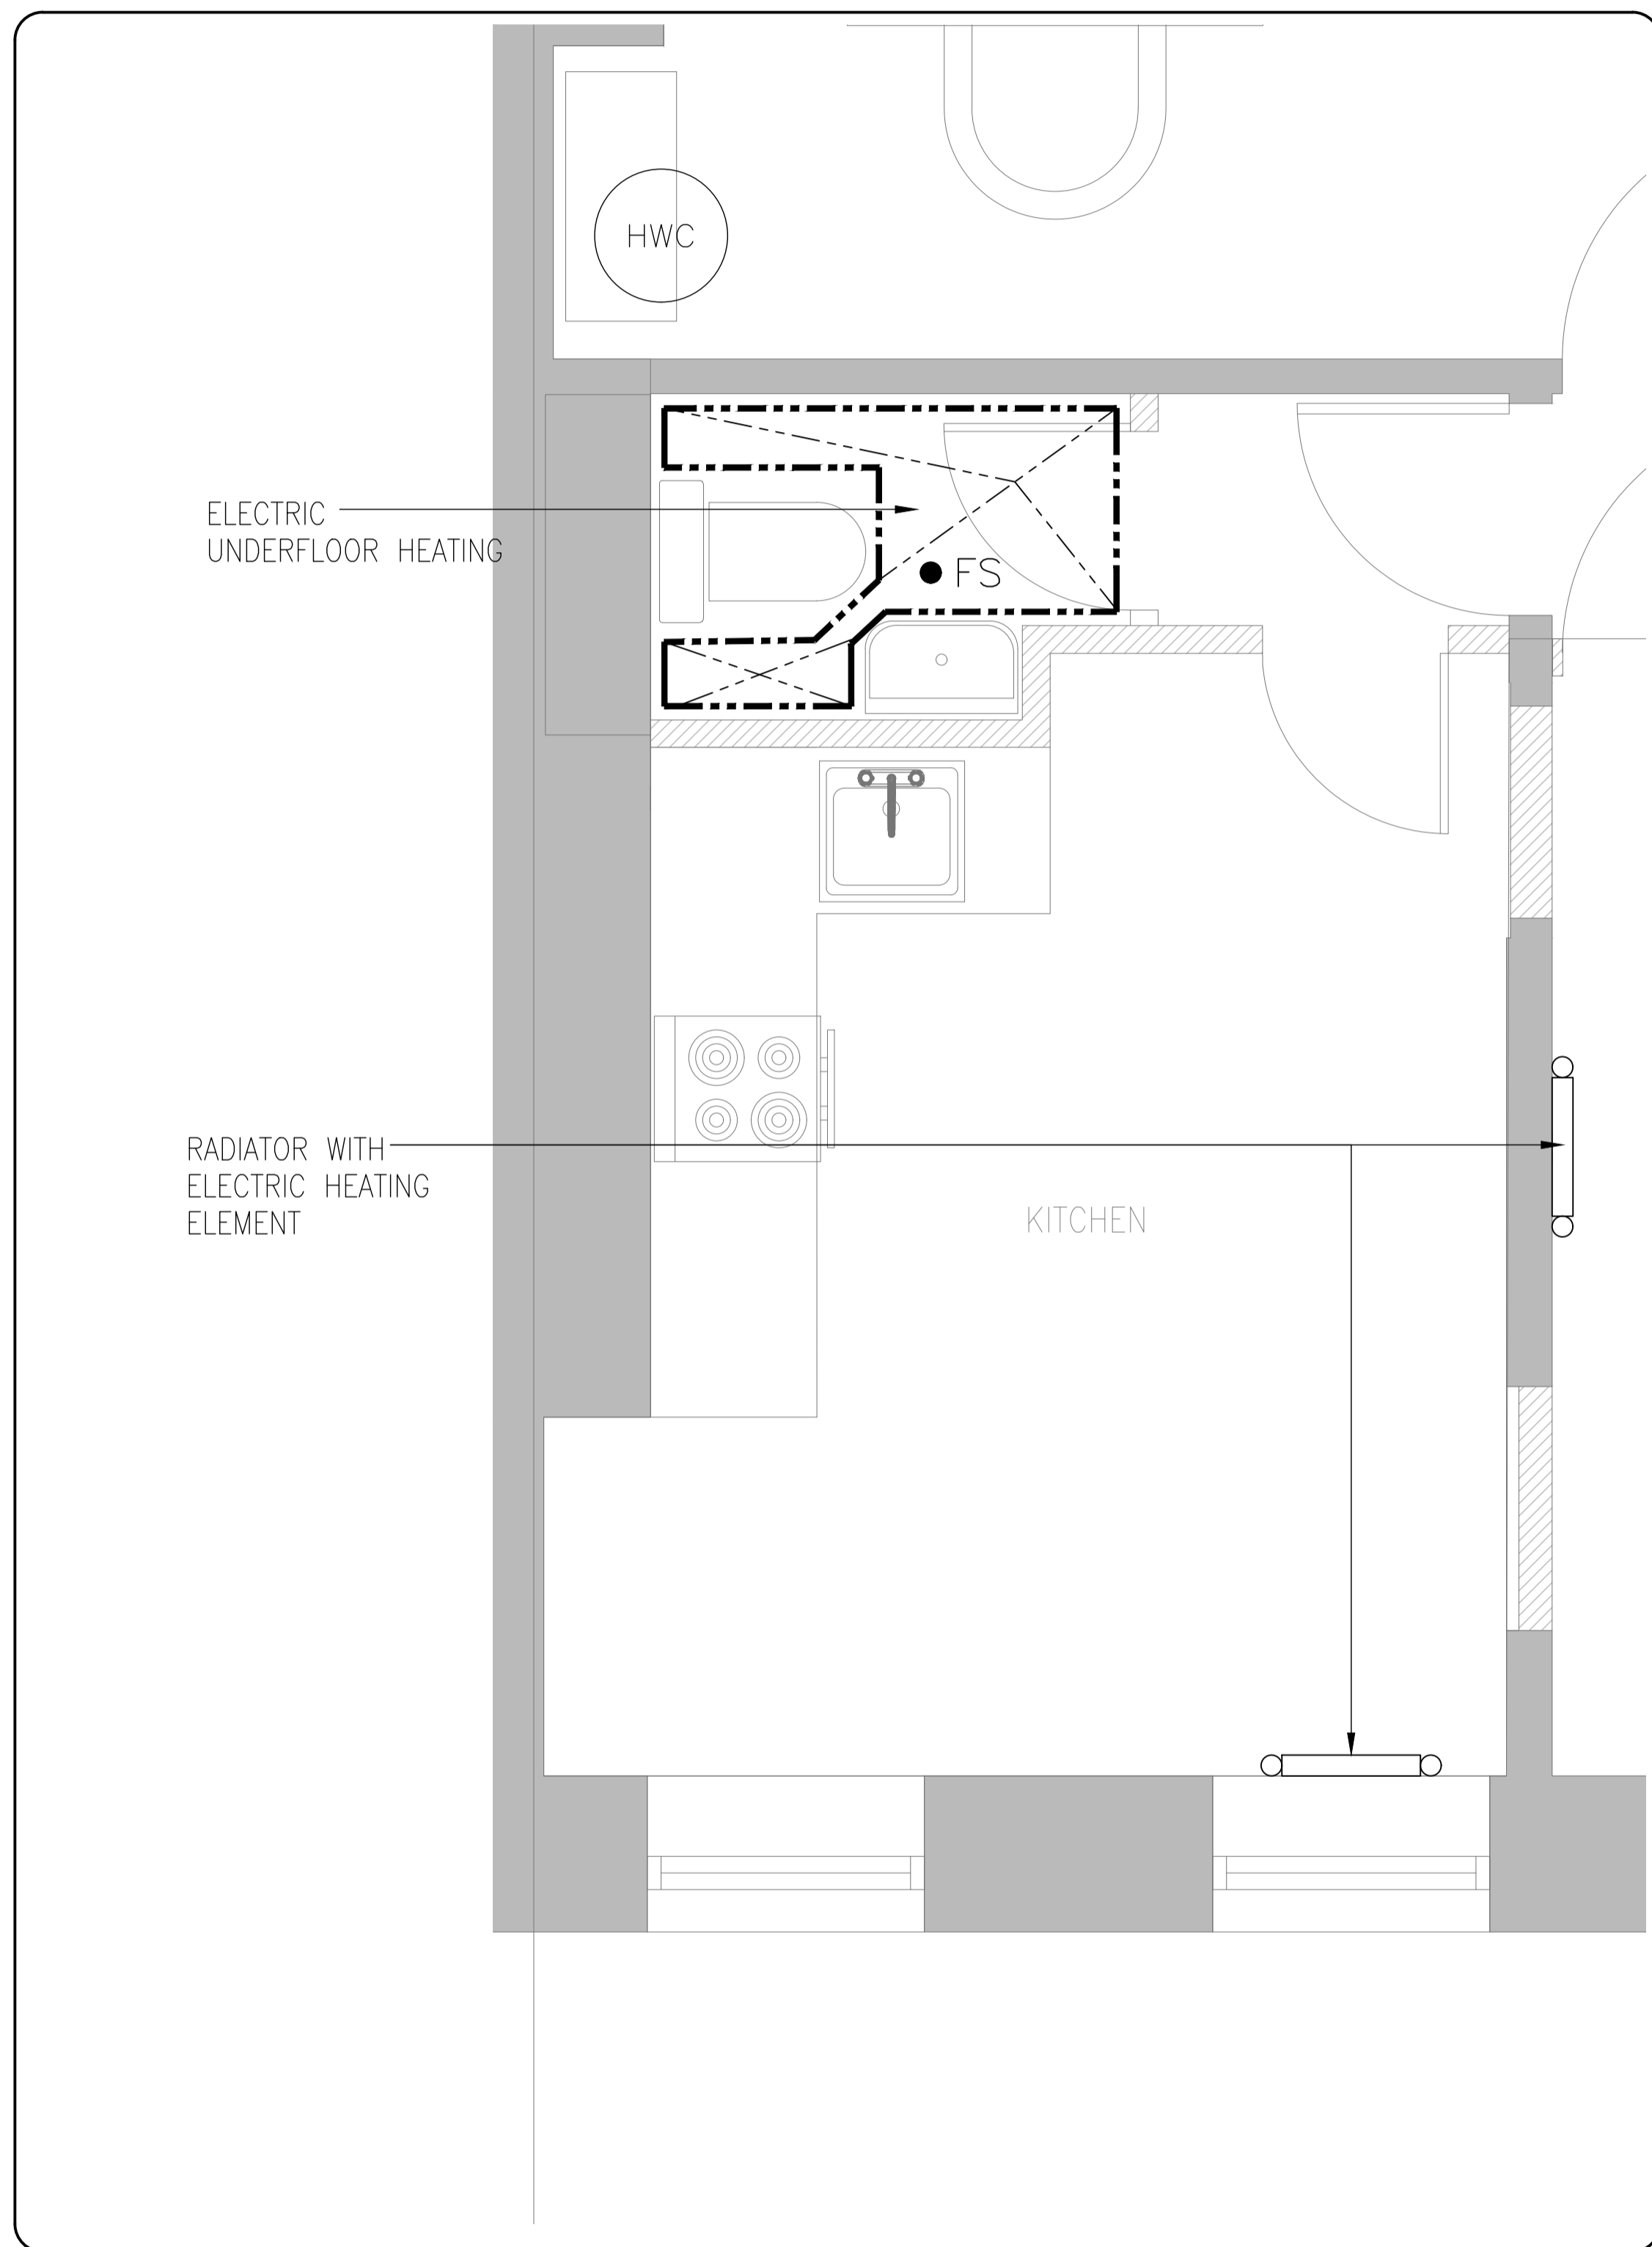 HWC
ELECTRIC
UNDERFLOOR HEATING
FS
RADIATOR WITH
ELECTRIC HEATING
ELEMENT
KITCHEN